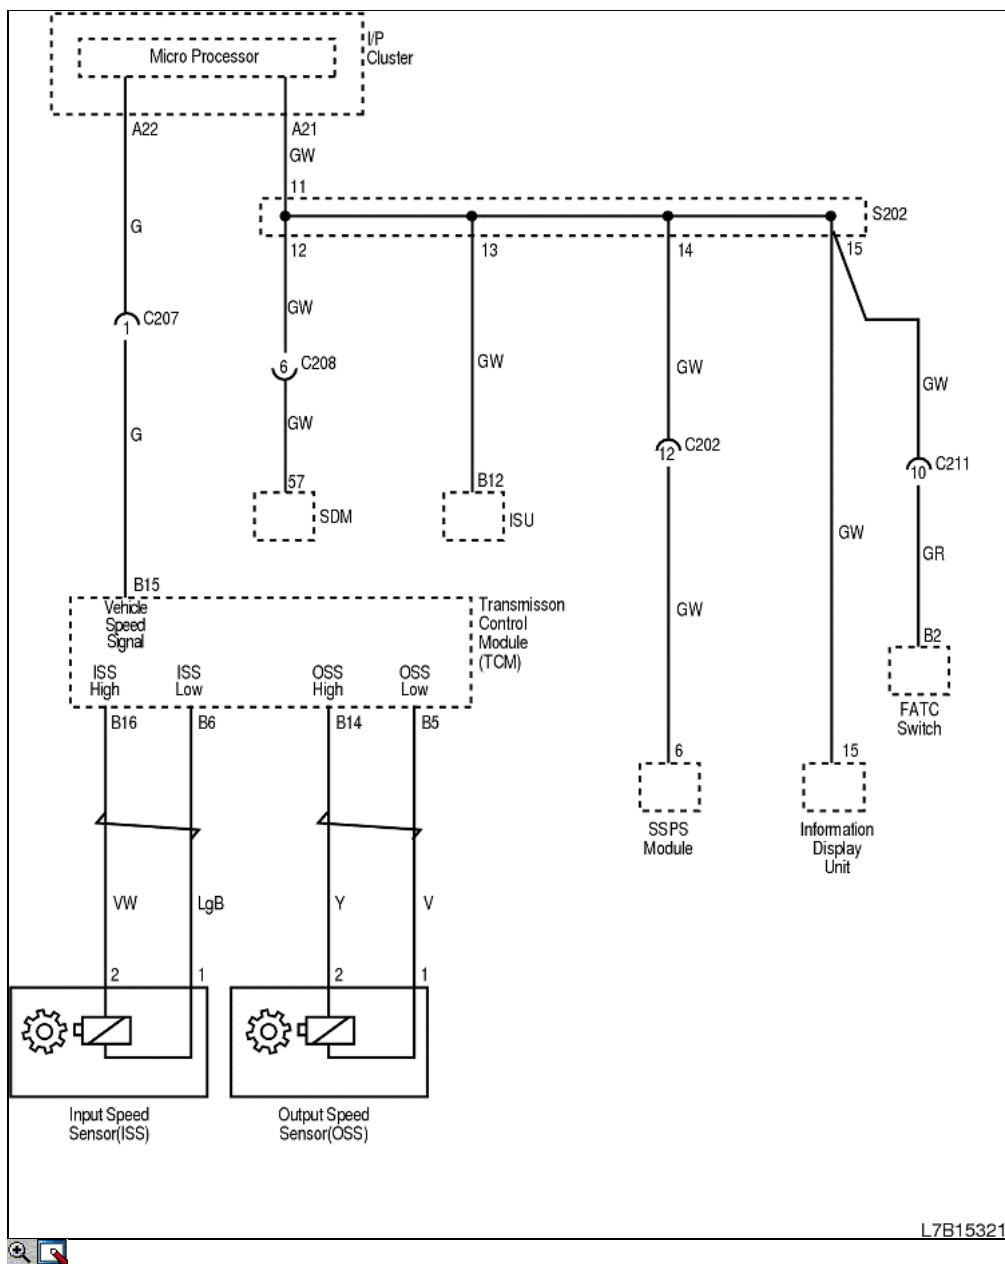 I/P
Cluster
Micro Processor
A22
A21
GW
11
S202
12
13
14
15
G
GW
C207
1
C208
6
GW
GW
GW
GW
C202
12
C211
10
G
57
SDM
B12
ISU
GW
GR
B15
Vehicle
Speed
Signal
Transmisson
Control
Module
(TCM)
GW
B2
FATC
Switch
ISS
High
ISS
Low
OSS
High
OSS
Low
B16
B6
B14
B5
6
15
SSPS
Module
Information
Display
Unit
VW
LgB
Y
V
2
1
2
1
Input Speed
Sensor(ISS)
Output Speed
Sensor(OSS)
L7B15321